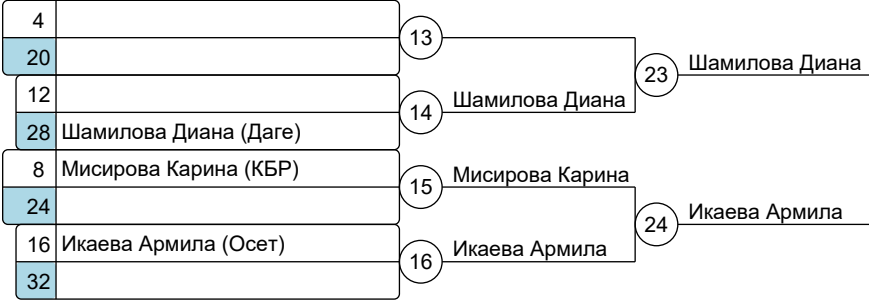 4
20
13
12
28 Шамилова Диана (Даге)
14 Шамилова Диана
23 Шамилова Диана
8 Мисирова Карина (КБР)
24
15 Мисирова Карина
16 Икаева Армила (Осет)
32
16 Икаева Армила
24 Икаева Армила